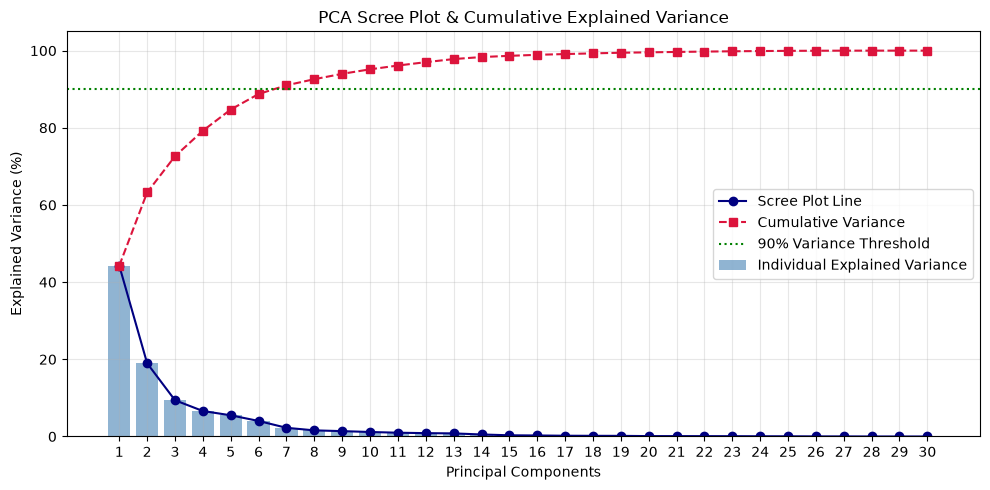 PCA Scree Plot & Cumulative Explained Variance
Explained Variance (%)
100
80
60
40
20
0
Scree Plot Line
Cumulative Variance
90% Variance Threshold
Individual Explained Variance
1 2 3 4 5 6 7 8 9 10 11 12 13 14 15 16 17 18 19 20 21 22 23 24 25 26 27 28 29 30
Principal Components